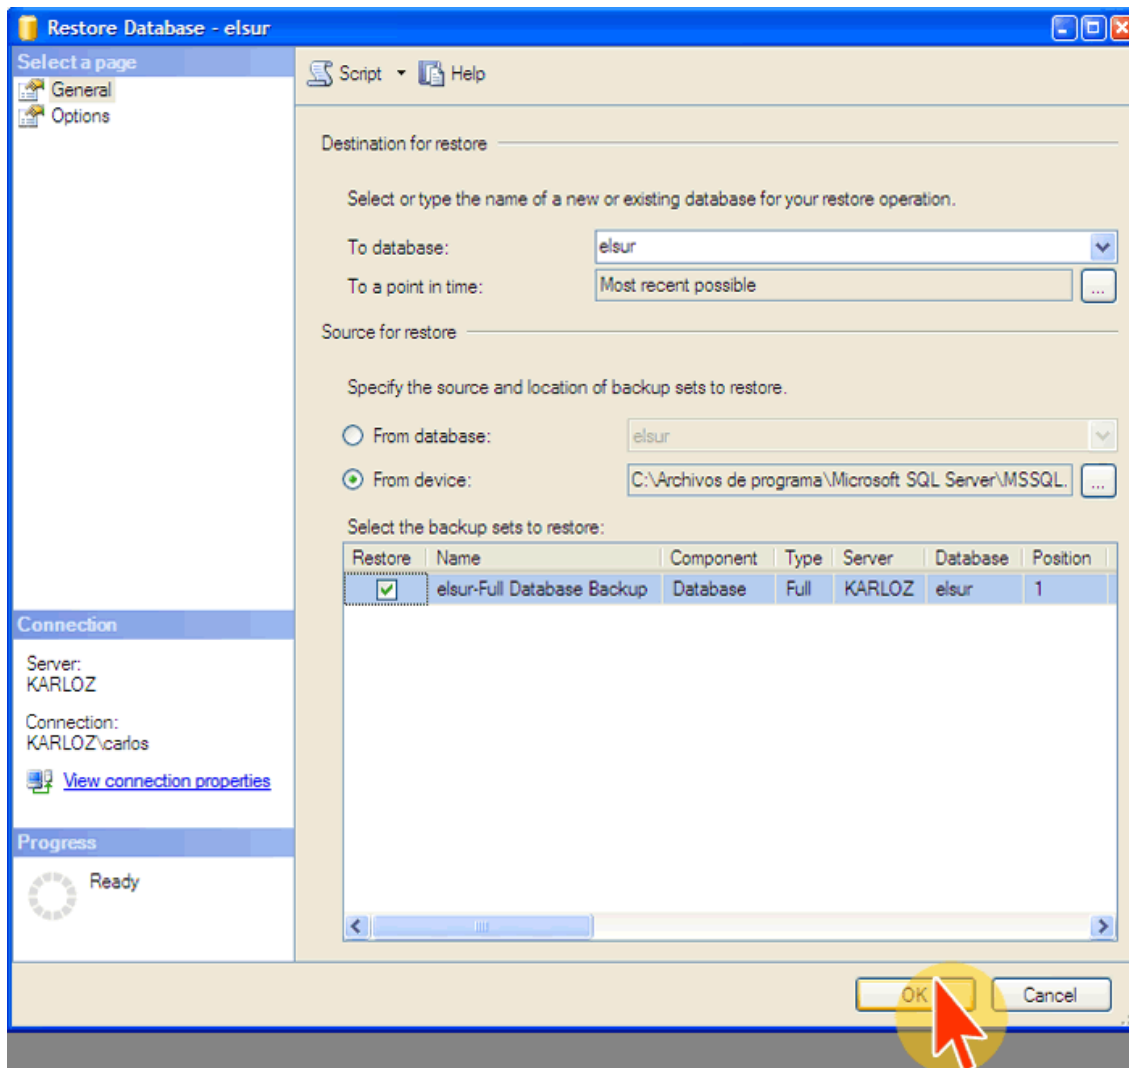 Restore Database - elsur
Select a page
General
Options
Script
Help
Destination for restore
Select or type the name of a new or existing database for your restore operation.
To database:
elsur
To a point in time:
Most recent possible
...
Source for restore
Specify the source and location of backup sets to restore.
From database:
elsur
From device:
C:\Archivos de programa\Microsoft SQL Server\MSSQL.
...
Select the backup sets to restore:
Restore Name Component Type Server Database Position
elsur-Full Database Backup Database Full KARLOZ elsur 1
Connection
Server:
KARLOZ
Connection:
KARLOZ\carlos
View connection properties
Progress
Ready
OK
Cancel